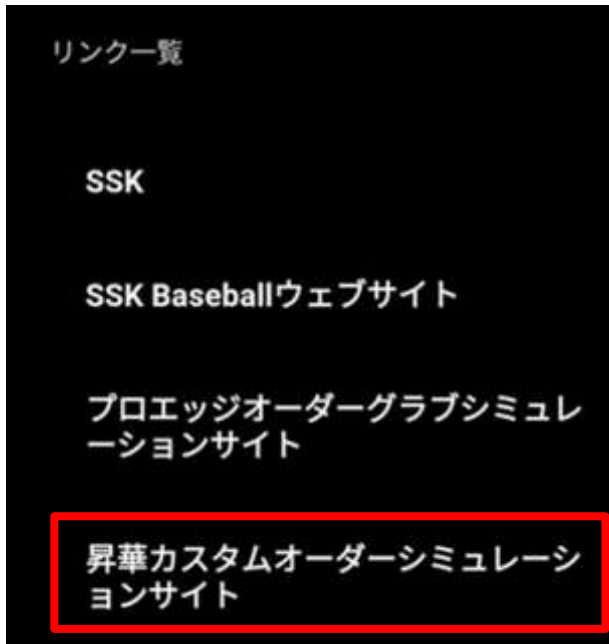 リンク一覧
SSK
SSK Baseballウェブサイト
プロエッジオーダーグラブシミュレ
ーションサイト
昇華カスタムオーダーシミュレーシ
ョンサイト